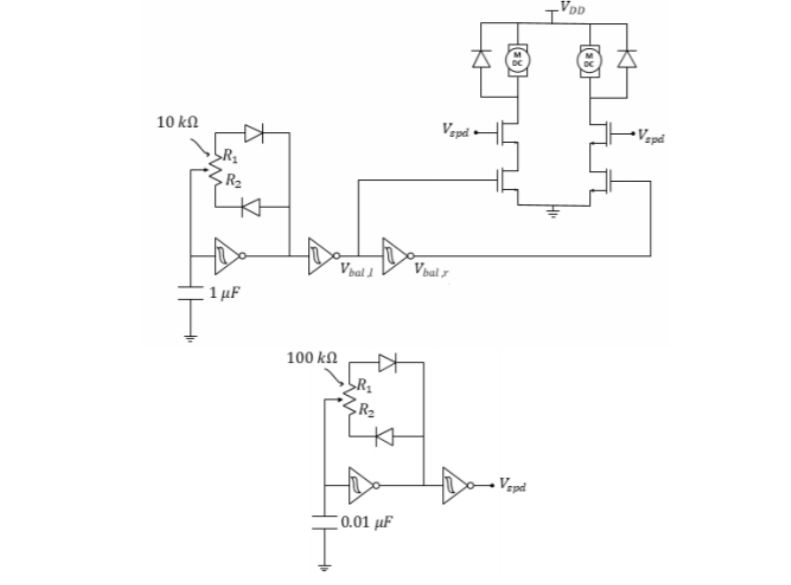 V_DD
M
DC
M
DC
10 kΩ
V_spd
V_spd
R₁
R₂
V_bal,l
V_bal,r
1 μF
100 kΩ
R₁
R₂
V_spd
0.01 μF